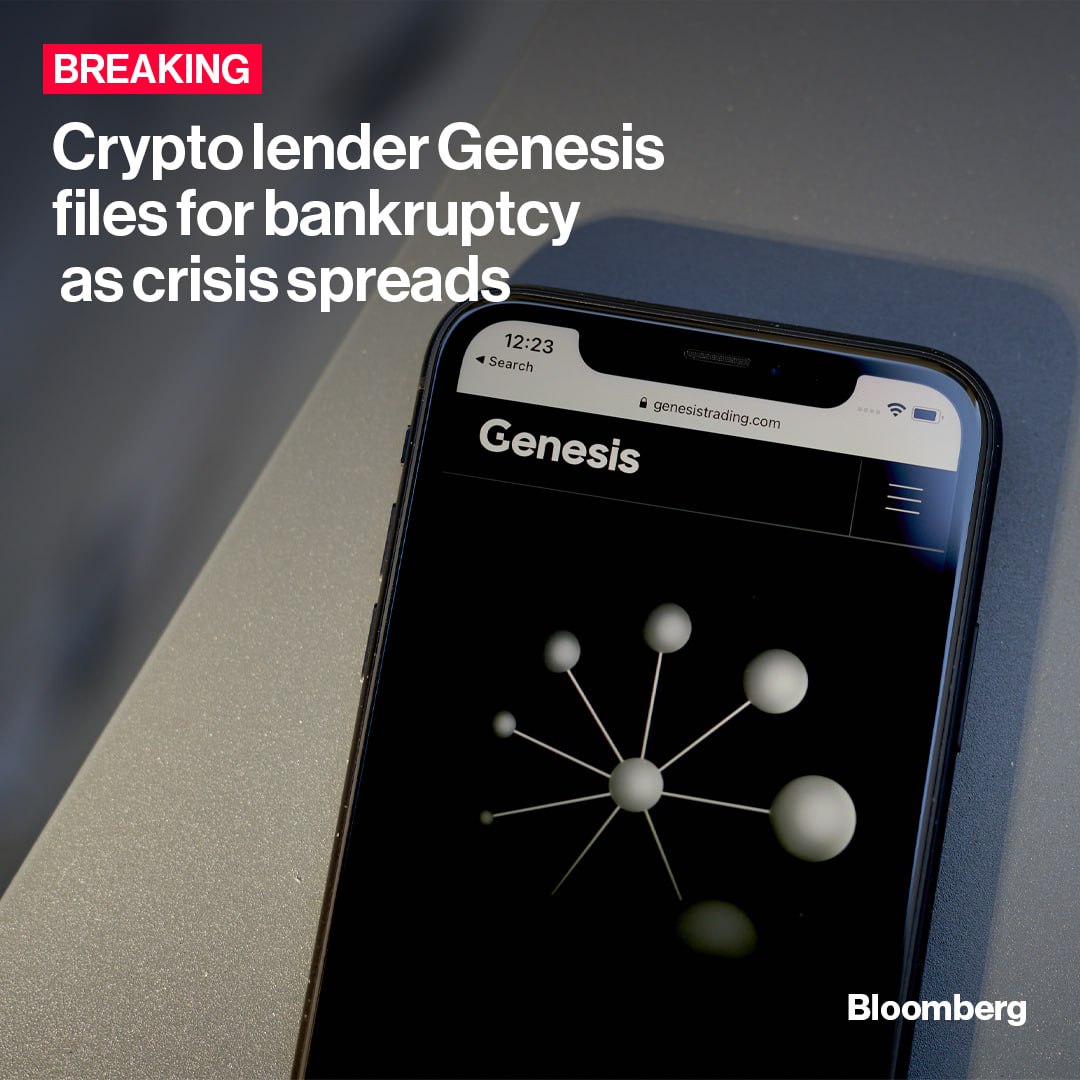 BREAKING
Crypto lender Genesis
files for bankruptcy
as crisis spreads
12:23
◀ Search
genesistrading.com
Genesis
Bloomberg